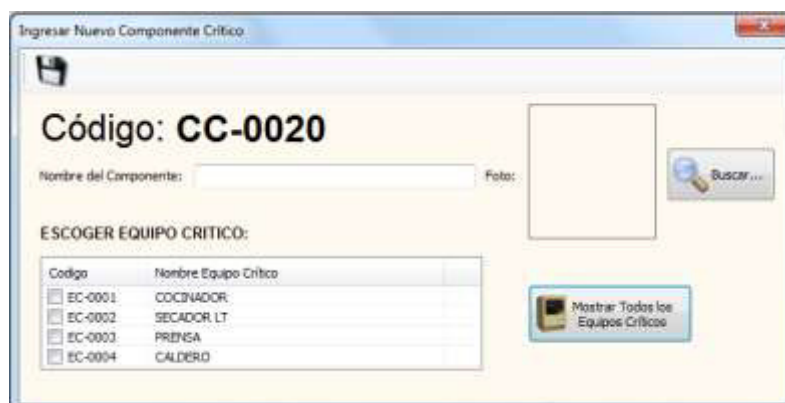 Ingresar Nuevo Componente Crítico
Código: CC-0020
Nombre del Componente:
Foto:
Buscar...
ESCOGER EQUIPO CRITICO:
Codigo Nombre Equipo Crítico
EC-0001 COCINADOR
EC-0002 SECADOR LT
EC-0003 PRENSA
EC-0004 CALDERO
Mostrar Todos los
Equipos Críticos